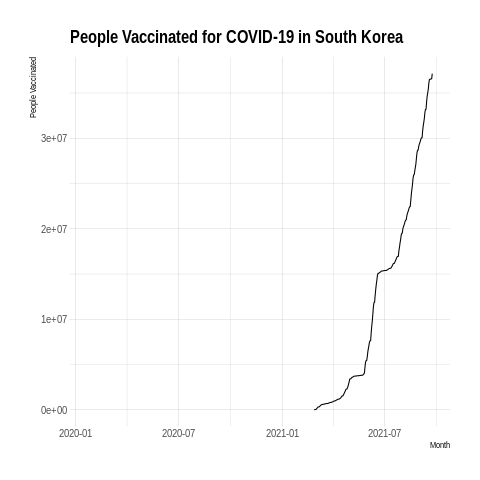 People Vaccinated for COVID-19 in South Korea
People Vaccinated
3e+07
2e+07
1e+07
0e+00
2020-01 2020-07 2021-01 2021-07
Month